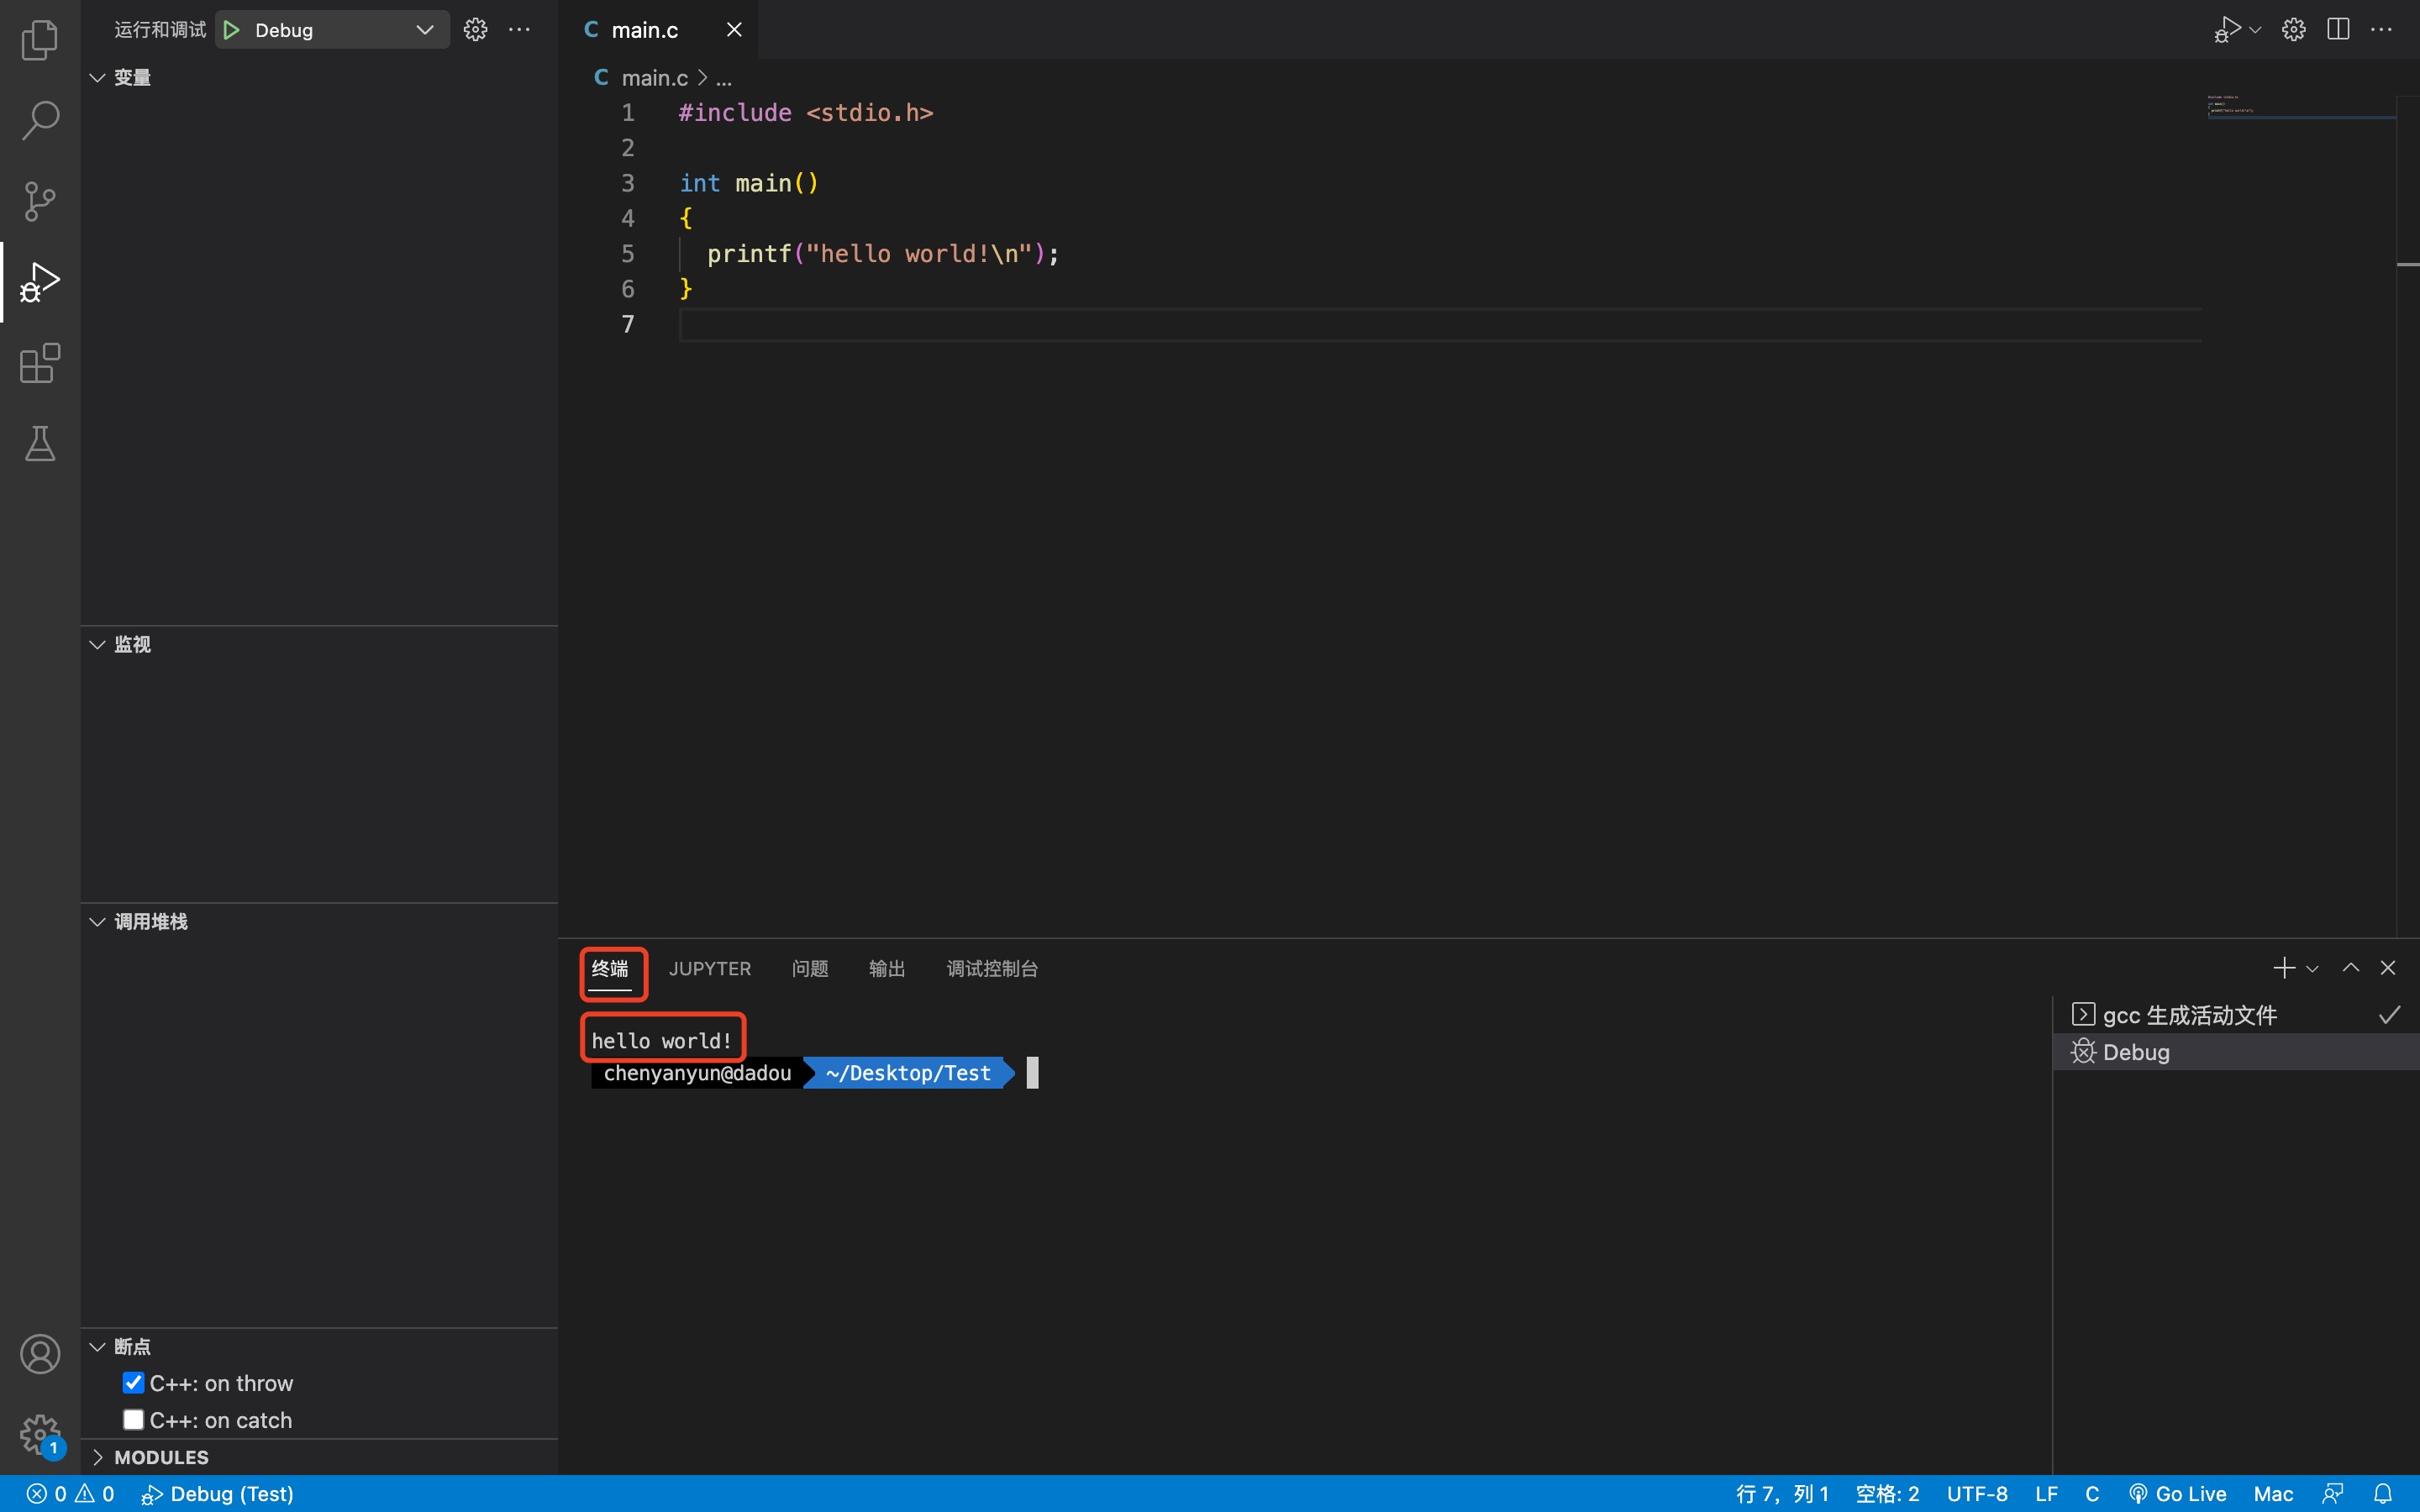 运行和调试 Debug
变量
监视
调用堆栈
断点
C++: on throw
C++: on catch
MODULES
1
C main.c
C main.c > ...
1 #include <stdio.h>
2
3 int main()
4 {
5 printf("hello world!\n");
6 }
7
终端 JUPYTER 问题 输出 调试控制台
hello world!
chenyanyun@dadou ~/Desktop/Test
gcc 生成活动文件
Debug
0 0 Debug (Test) 行 7，列 1 空格: 2 UTF-8 LF C Go Live Mac